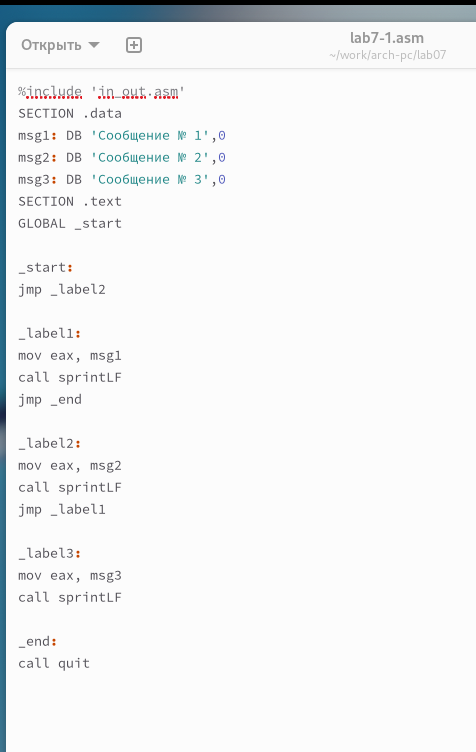 Открыть
lab7-1.asm
~/work/arch-pc/lab07
%include 'in_out.asm'
SECTION .data
msg1: DB 'Сообщение № 1',0
msg2: DB 'Сообщение № 2',0
msg3: DB 'Сообщение № 3',0
SECTION .text
GLOBAL _start
_start:
jmp _label2
_label1:
mov eax, msg1
call sprintLF
jmp _end
_label2:
mov eax, msg2
call sprintLF
jmp _label1
_label3:
mov eax, msg3
call sprintLF
_end:
call quit